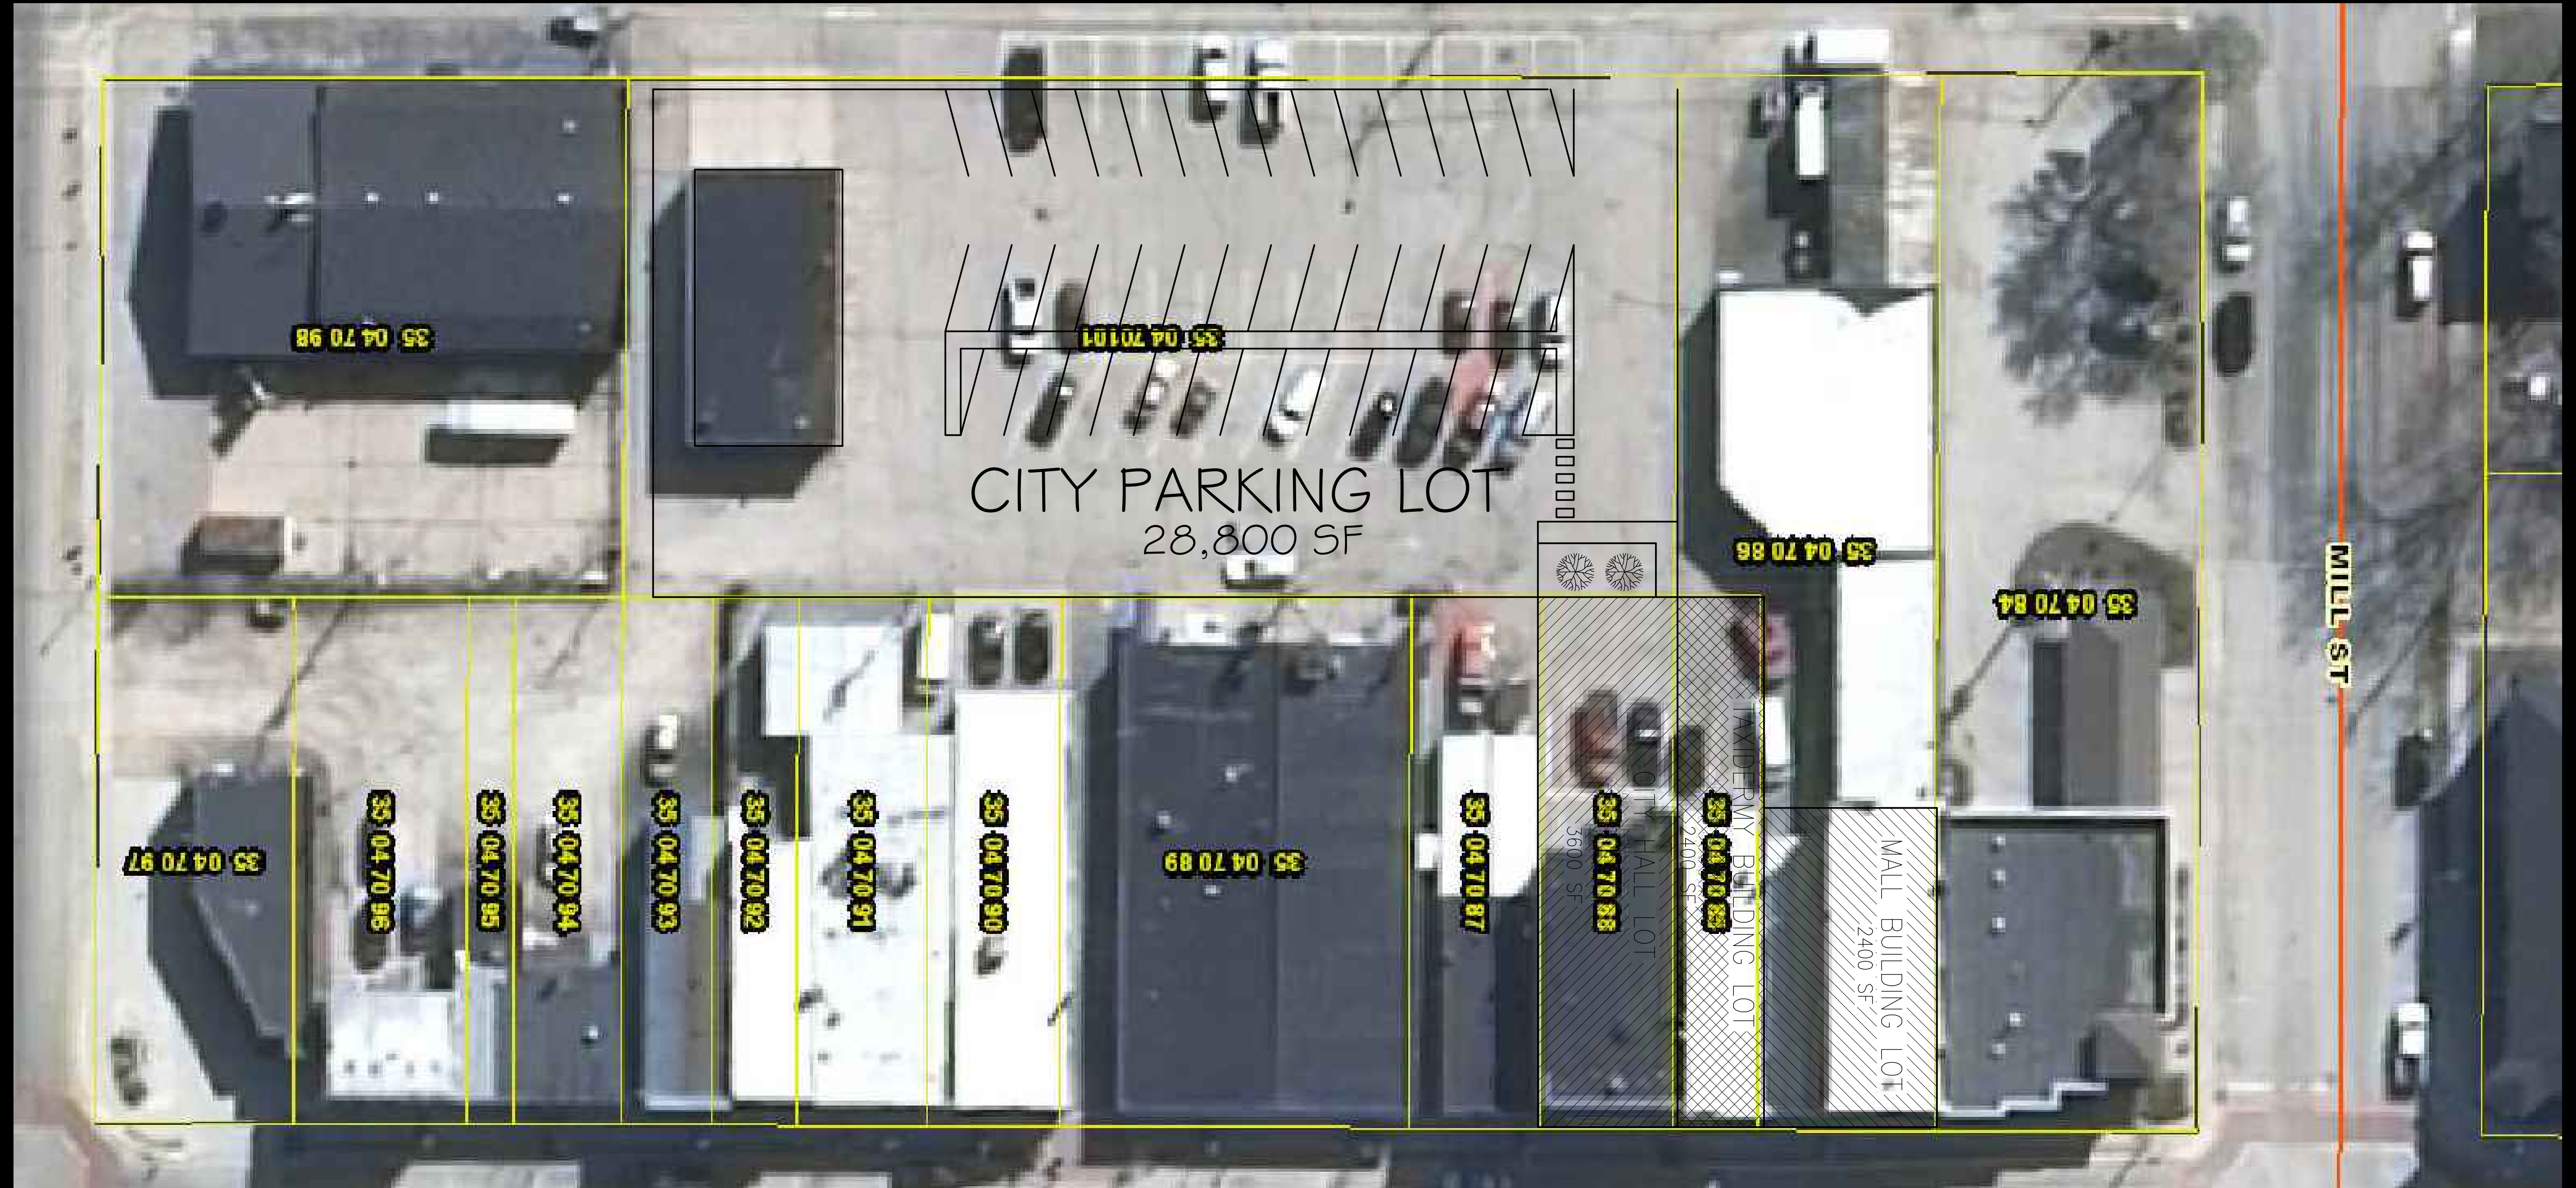 35 04 70 98
35 04 70101
CITY PARKING LOT
28,800 SF
35 04 70 86
35 04 70 84
MILL ST
35 04 70 97
35 04 70 96
35 04 70 95
35 04 70 94
35 04 70 93
35 04 70 92
35 04 70 91
35 04 70 90
35 04 70 89
35 04 70 87
35 04 70 88
CITY HALL LOT
3600 SF
35 04 70 85
TAXIDERMY BUILDING LOT
2400 SF
MALL BUILDING LOT
2400 SF